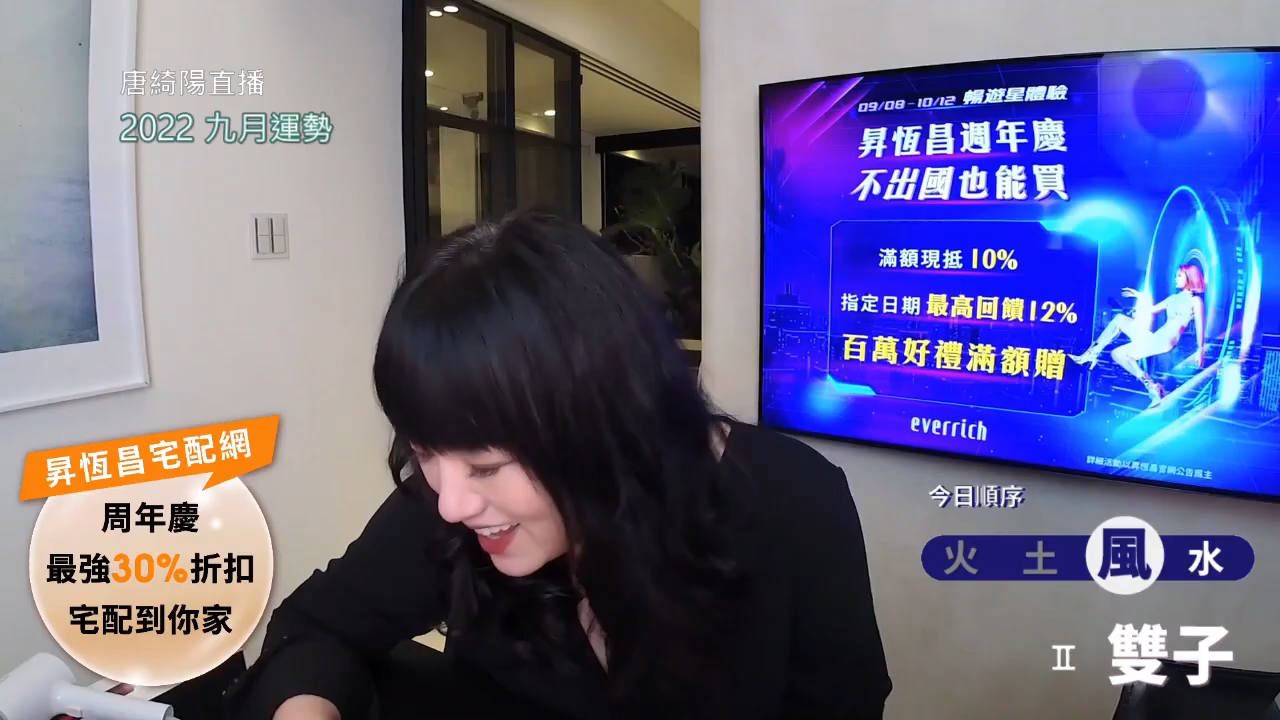 唐綺陽直播
2022 九月運勢
09/08 -10/12 暢遊星體驗
昇恆昌週年慶
不出國也能買
滿額現抵 10%
指定日期 最高回饋12%
百萬好禮滿額贈
everrich
詳細活動以昇恆昌官網公告為主
昇恆昌宅配網
周年慶
最強30%折扣
宅配到你家
今日順序
火 土 風 水
Ⅱ 雙子